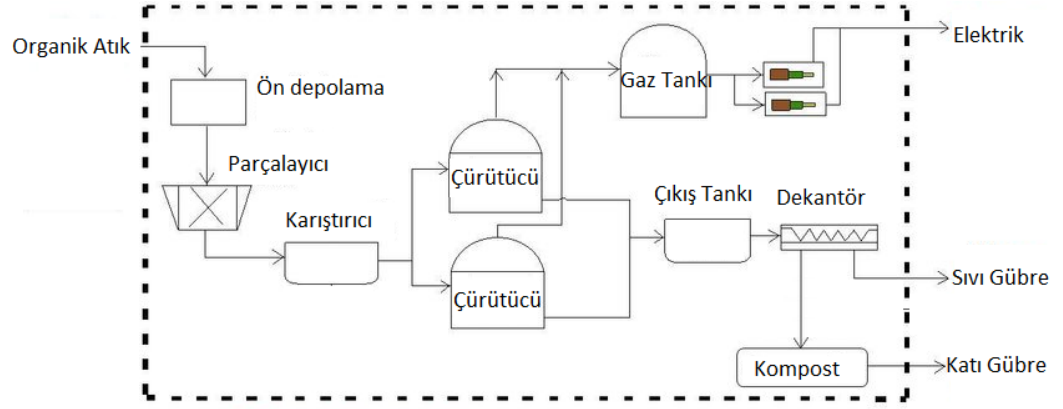 Organik Atık
Ön depolama
Parçalayıcı
Karıştırıcı
Çürütücü
Çürütücü
Gaz Tankı
Elektrik
Çıkış Tankı
Dekantör
Sıvı Gübre
Kompost
Katı Gübre